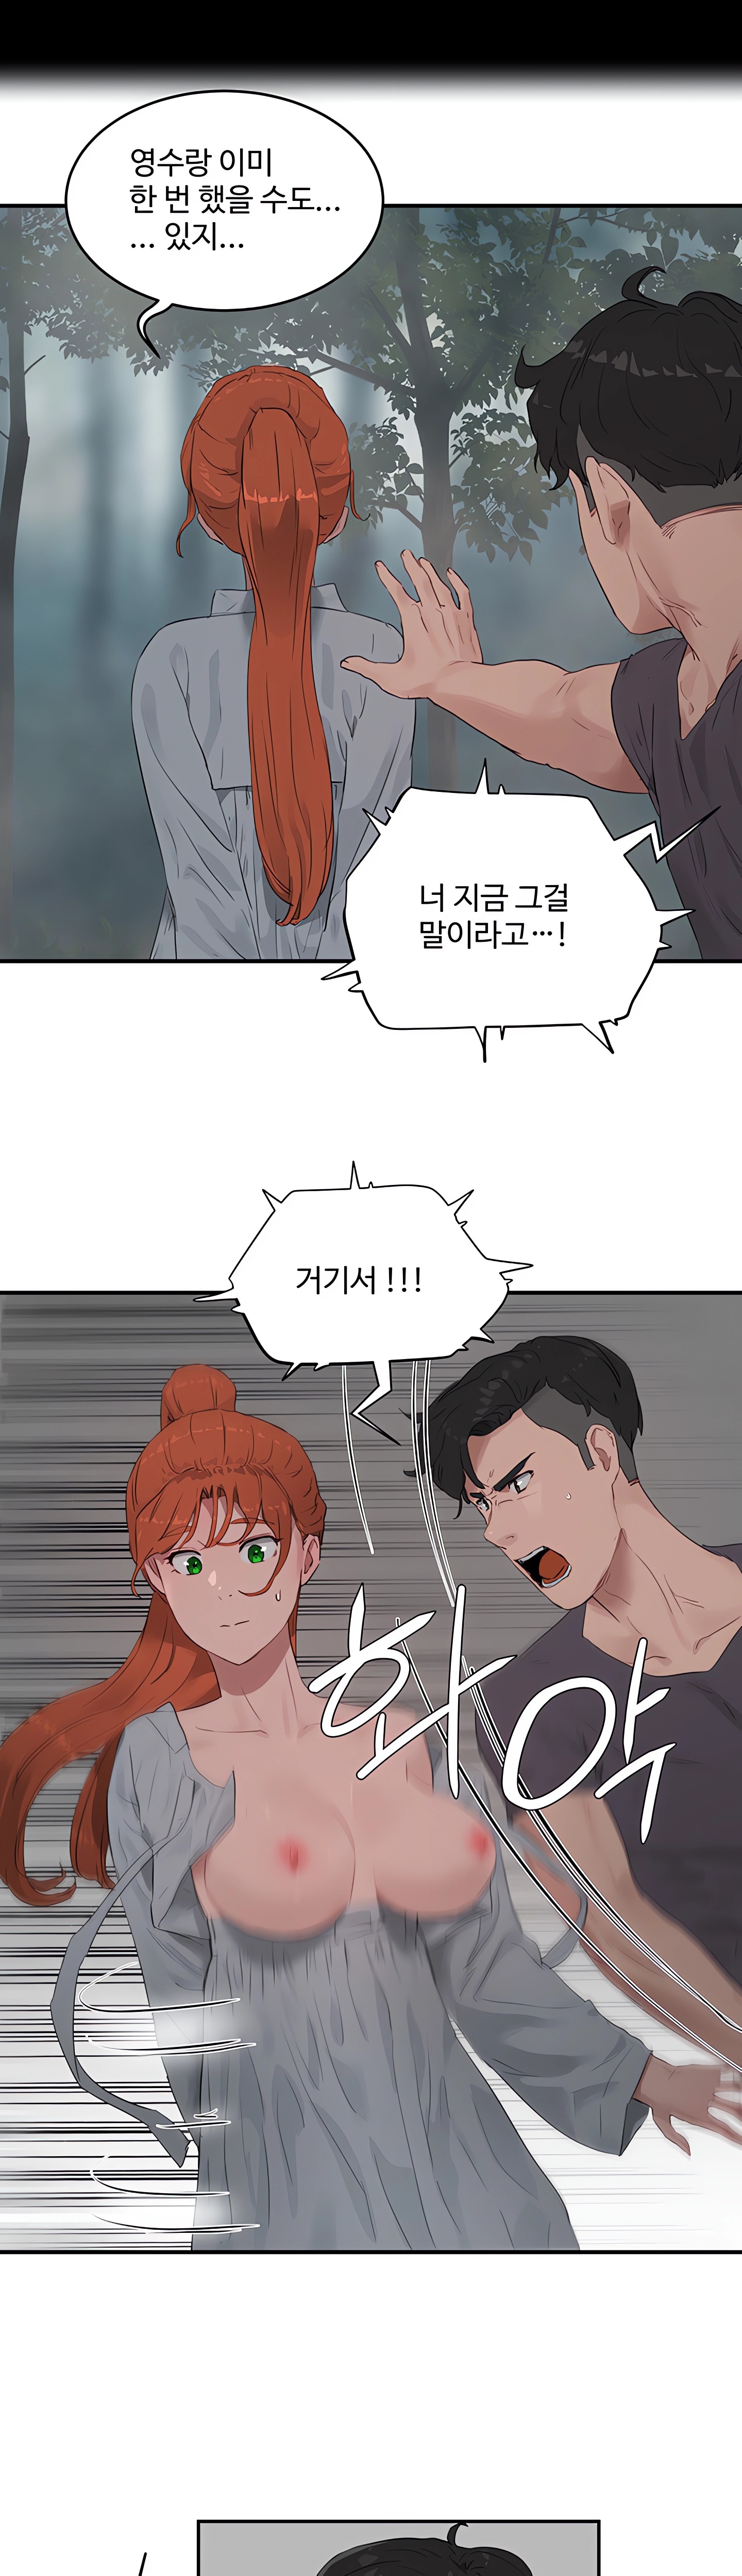 영수랑 이미
한 번 했을 수도...
... 있지...
너 지금 그걸
말이라고···!
거기서 !!!
화악